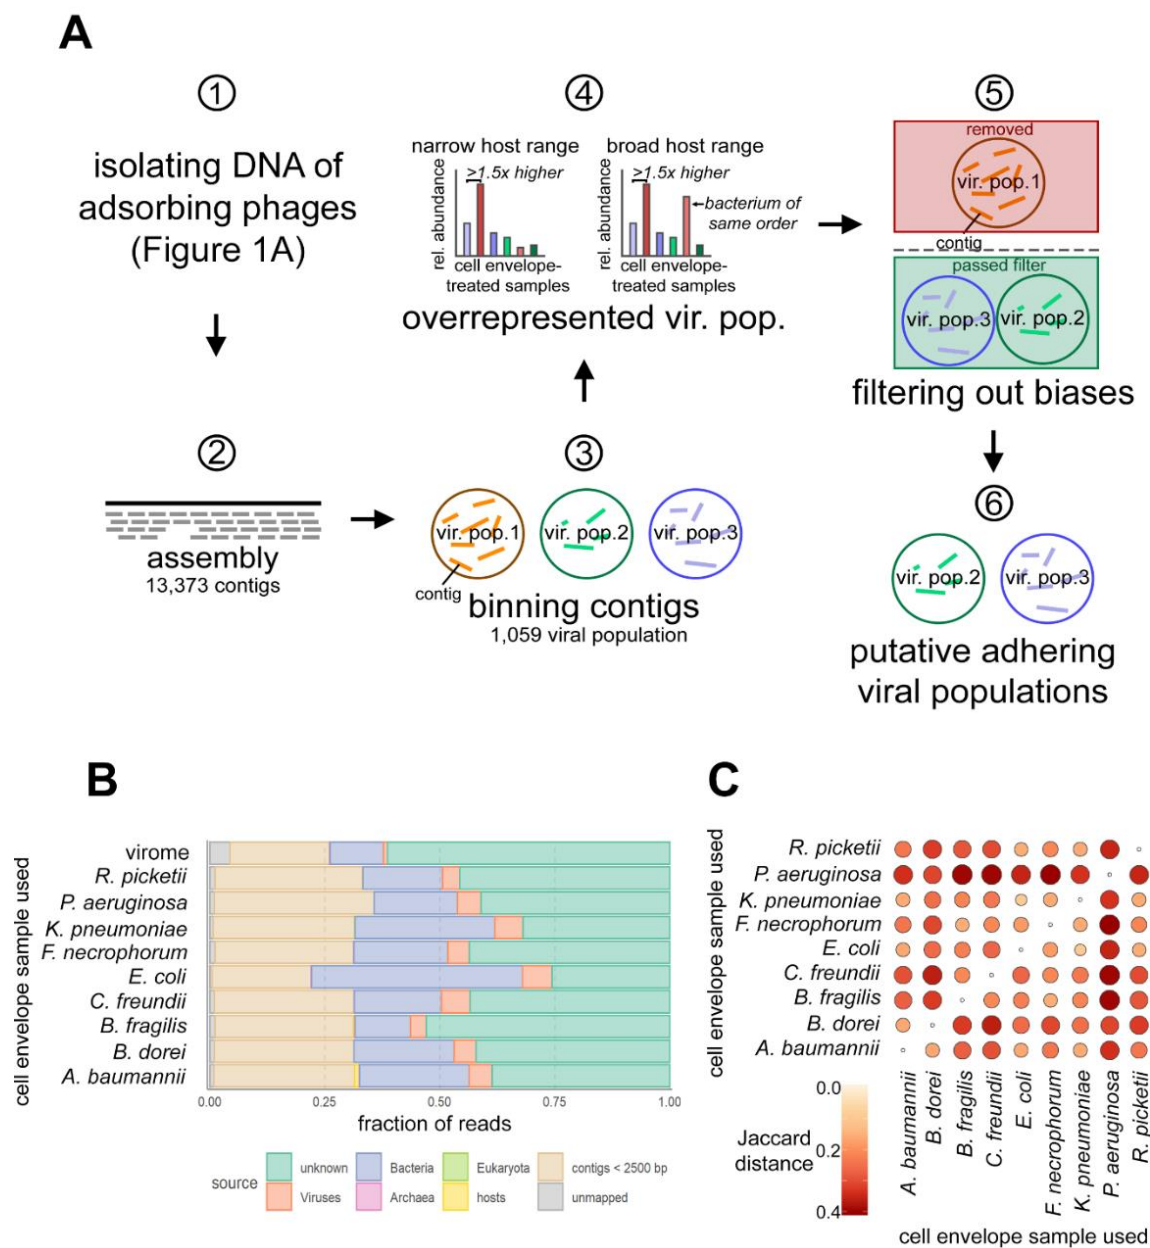 A
①
isolating DNA of
adsorbing phages
(Figure 1A)
②
assembly
13,373 contigs
③
vir. pop.1
vir. pop.2
vir. pop.3
contig
binning contigs
1,059 viral population
④
narrow host range
>1.5x higher
rel. abundance
cell envelope-
treated samples
broad host range
>1.5x higher
rel. abundance
bacterium of
same order
cell envelope-
treated samples
overrepresented vir. pop.
⑤
removed
vir. pop.1
contig
passed filter
vir. pop.3
vir. pop.2
filtering out biases
⑥
vir. pop.2
vir. pop.3
putative adhering
viral populations
B
cell envelope sample used
virome
R. picketii
P. aeruginosa
K. pneumoniae
F. necrophorum
E. coli
C. freundii
B. fragilis
B. dorei
A. baumannii
0.00 0.25 0.50 0.75 1.00
fraction of reads
source
unknown Bacteria Eukaryota contigs < 2500 bp
Viruses Archaea hosts unmapped
C
cell envelope sample used
R. picketii
P. aeruginosa
K. pneumoniae
F. necrophorum
E. coli
C. freundii
B. fragilis
B. dorei
A. baumannii
A. baumannii
B. dorei
B fragilis
C. freundii
E. coli
F. necrophorum
K. pneumoniae
P. aeruginosa
R. picketii
Jaccard
distance
0.0
0.2
0.4
cell envelope sample used